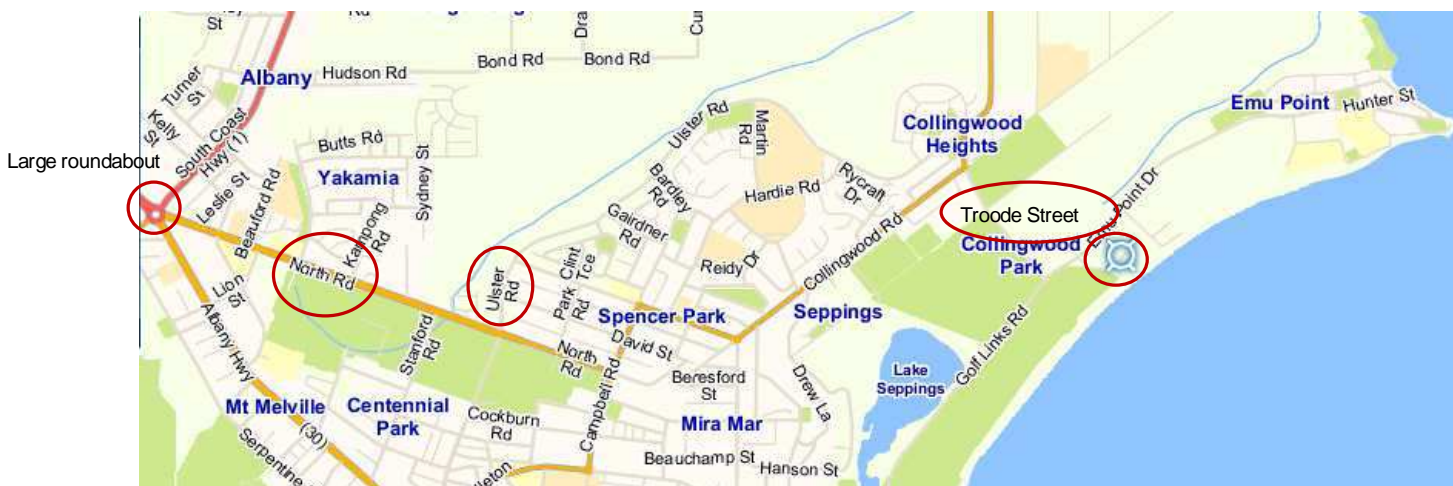 St
Dra
Cur
Turner
St
Albany
Hudson Rd
Bond Rd
Bond Rd
Kelly
St
South Coast
Hwy (1)
Butts Rd
Ulster Rd
Martin
Rd
Collingwood
Heights
Emu Point
Hunter St
Large roundabout
Leslie St
Beauford Rd
Yakamia
Sydney St
Bardley
Rd
Hardie Rd
Rycraft
Dr
Troode Street
Emu Point Dr
Kampong
Rd
Gairdner
Rd
Collingwood
Park
North Rd
Lion
St
Ulster
Rd
Clint
Tce
Park
Rd
Reidy Dr
Collingwood Rd
Spencer Park
Seppings
Albany Hwy
(30)
Stanford
Rd
North
Rd
David St
Campbell Rd
Beresford
St
Drew La
Lake
Seppings
Golf Links Rd
Mt Melville
Centennial
Park
Cockburn
Rd
Mira Mar
Serpentine
Beauchamp St
Hanson St
leton